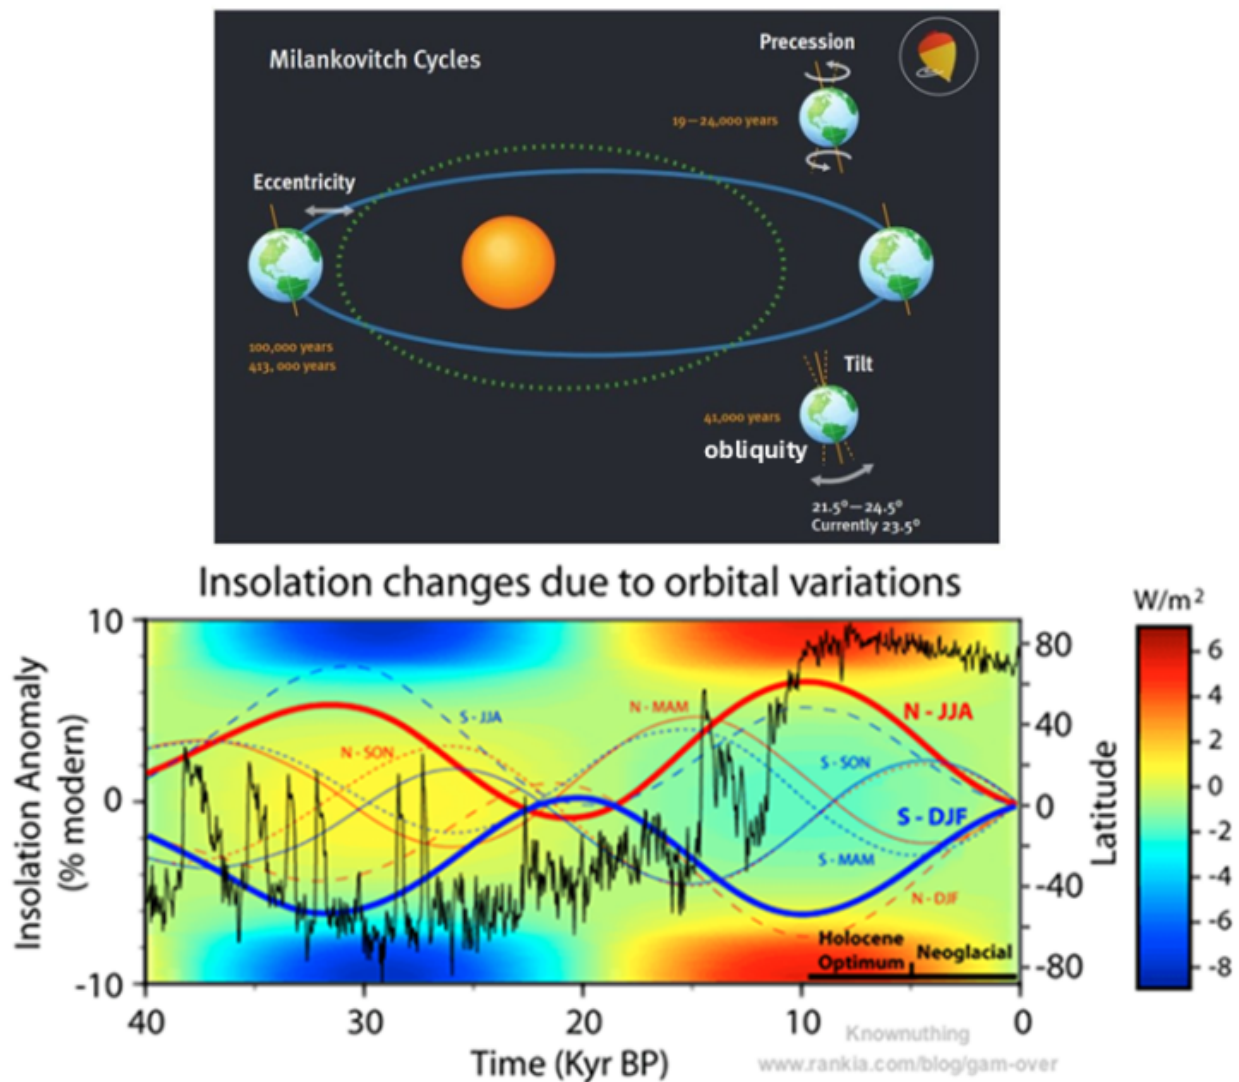 Milankovitch Cycles
Precession
19—24,000 years
Eccentricity
100,000 years
413, 000 years
Tilt
41,000 years
obliquity
21.5º—24.5º
Currently 23.5º
Insolation changes due to orbital variations
W/m²
Insolation Anomaly
(% modern)
10
0
-10
N - JJA
N - MAM
S - JJA
N - SON
S - SON
S - DJF
S - MAM
N - DJF
Holocene
Optimum
Neoglacial
80
40
0
-40
-80
Latitude
6
4
2
0
-2
-4
-6
-8
40
30
20
10
0
Time (Kyr BP)
Knownuthing
www.rankia.com/blog/gam-over